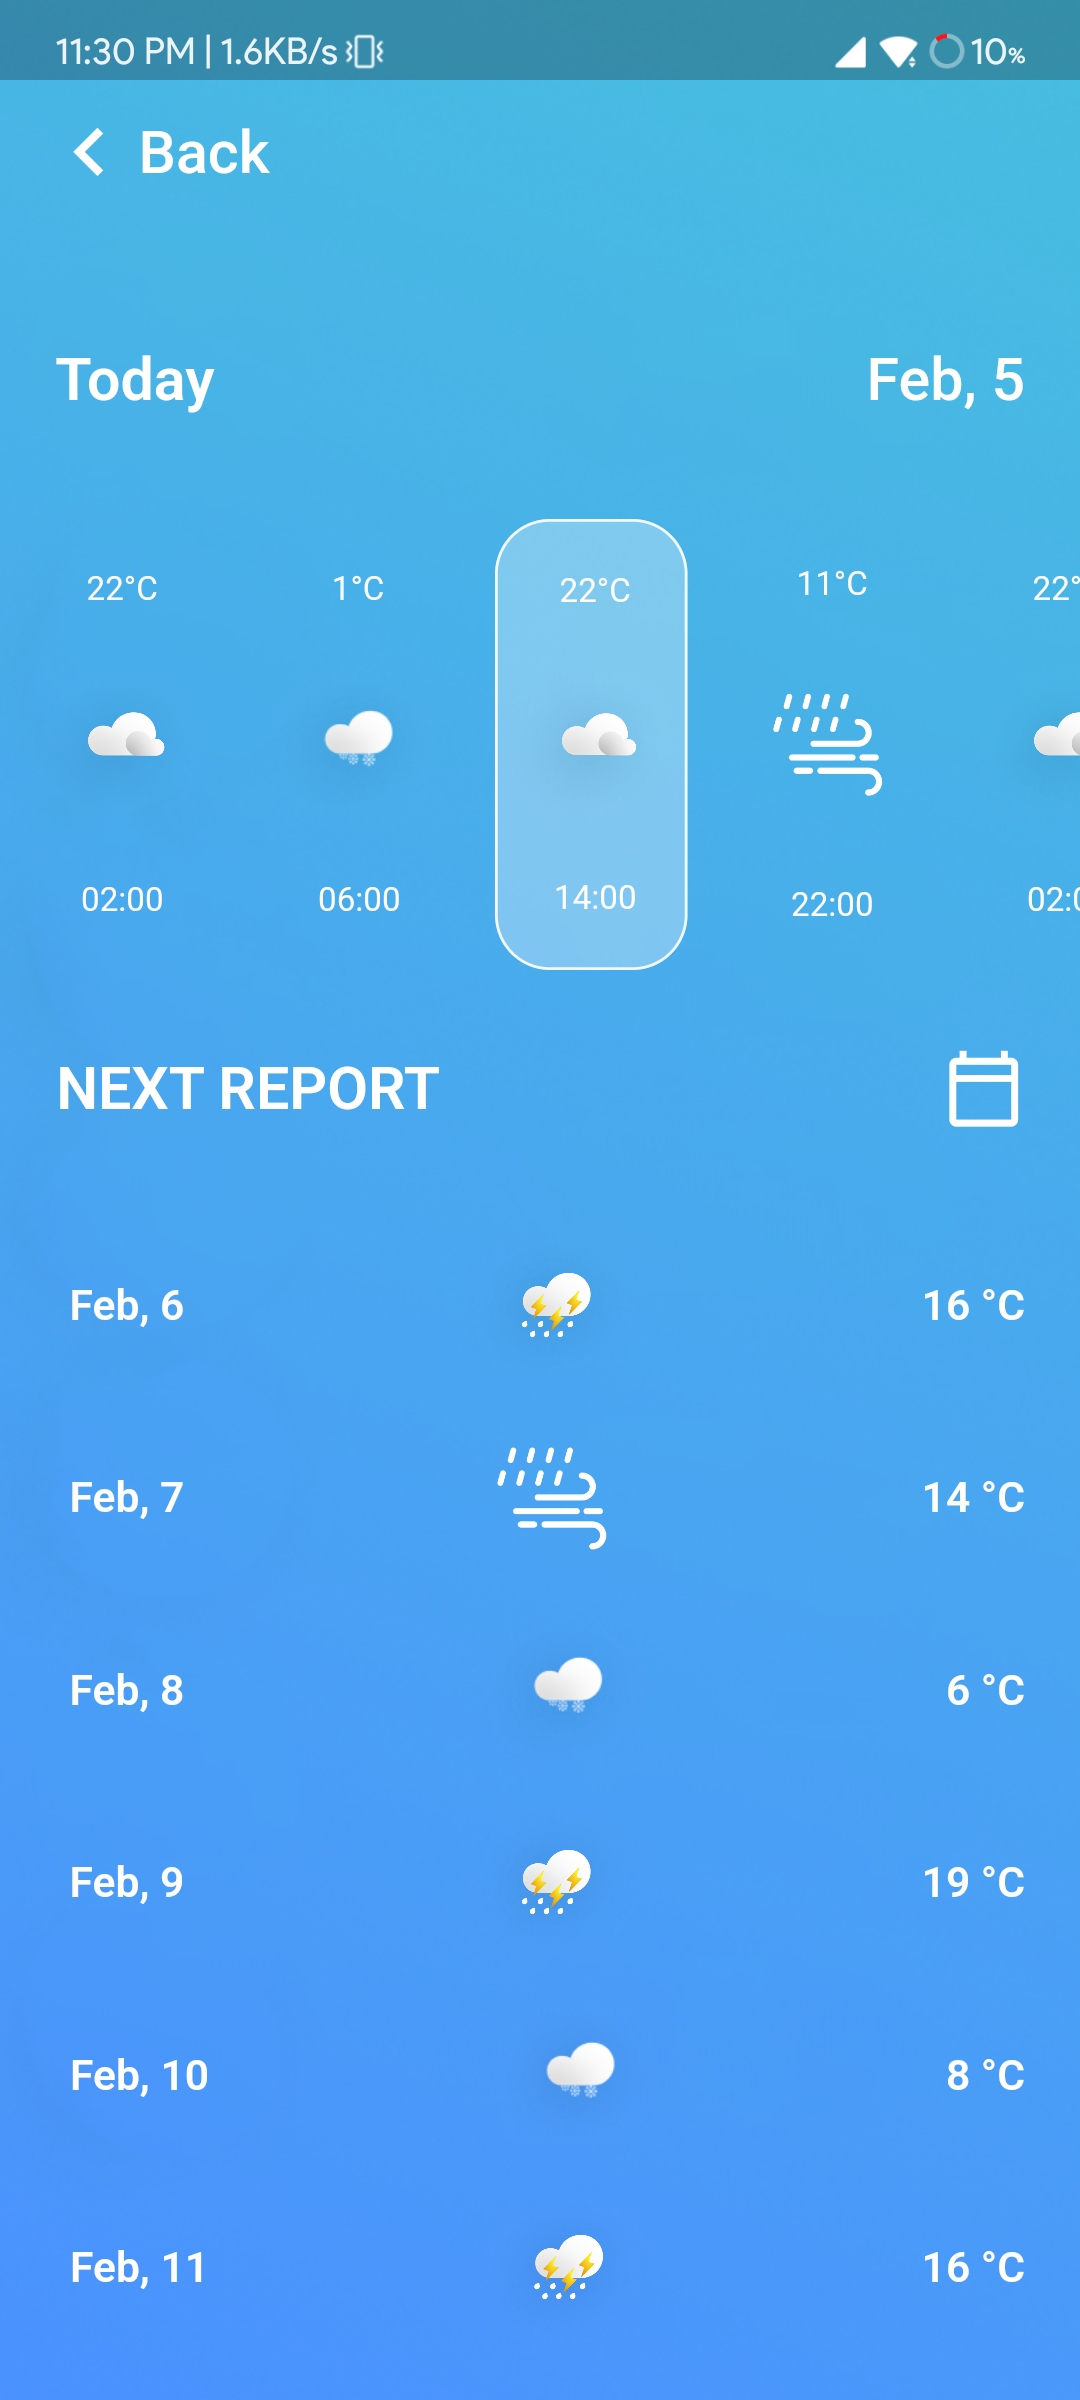 11:30 PM | 1.6KB/s 10%
Back
Today Feb, 5
22°C 1°C 22°C 11°C 22°
02:00 06:00 14:00 22:00 02:0
NEXT REPORT
Feb, 6 16 °C
Feb, 7 14 °C
Feb, 8 6 °C
Feb, 9 19 °C
Feb, 10 8 °C
Feb, 11 16 °C